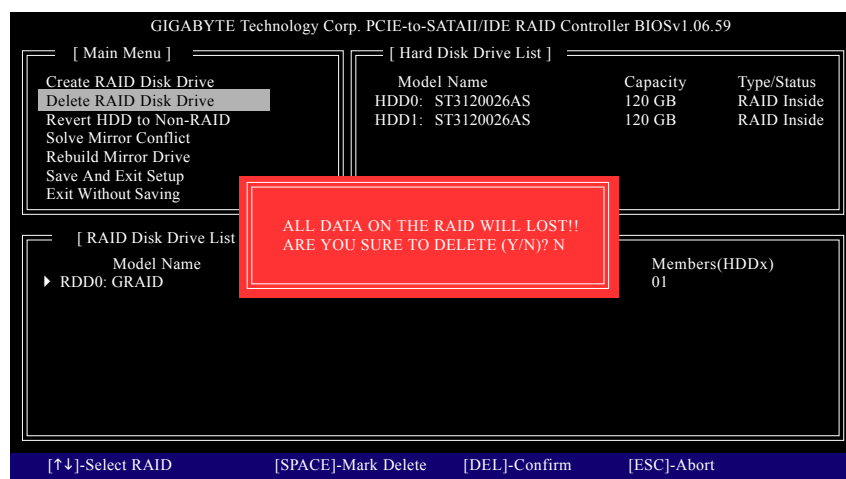 GIGABYTE Technology Corp. PCIE-to-SATAII/IDE RAID Controller BIOSv1.06.59
[ Main Menu ]
Create RAID Disk Drive
Delete RAID Disk Drive
Revert HDD to Non-RAID
Solve Mirror Conflict
Rebuild Mirror Drive
Save And Exit Setup
Exit Without Saving
[ Hard Disk Drive List ]
Model Name Capacity Type/Status
HDD0: ST3120026AS 120 GB RAID Inside
HDD1: ST3120026AS 120 GB RAID Inside
ALL DATA ON THE RAID WILL LOST!!
ARE YOU SURE TO DELETE (Y/N)? N
[ RAID Disk Drive List
Model Name Members(HDDx)
RDD0: GRAID 01
[↑↓]-Select RAID [SPACE]-Mark Delete [DEL]-Confirm [ESC]-Abort